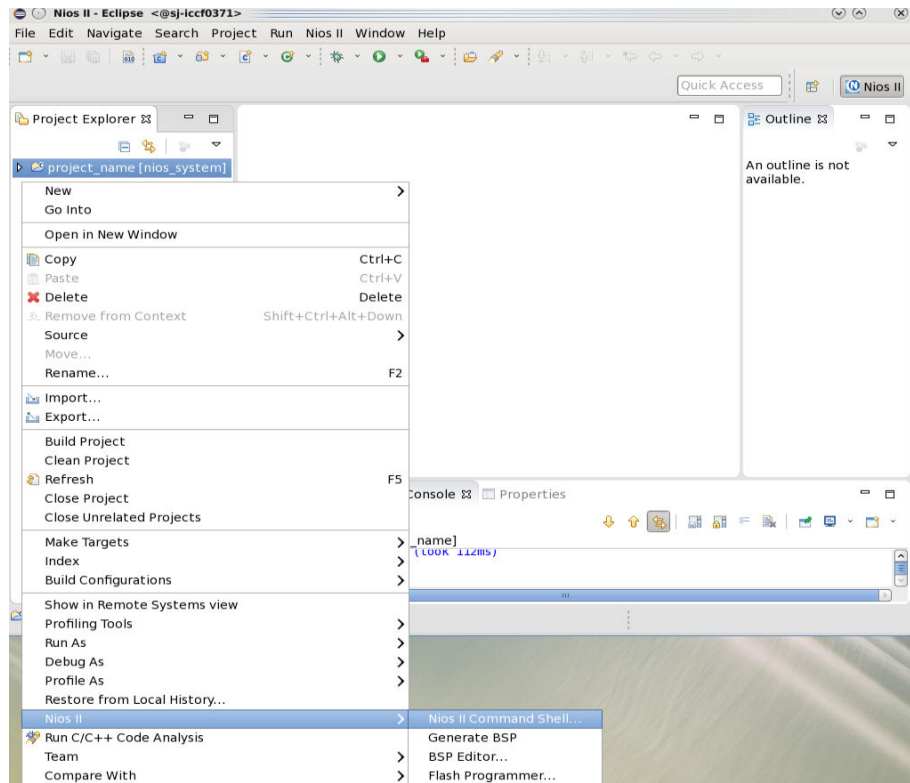 Nios II - Eclipse <@sj-iccf0371>
File Edit Navigate Search Project Run Nios II Window Help
Quick Access Nios II
Project Explorer
project_name [nios_system]
Outline
An outline is not
available.
New
Go Into
Open in New Window
Copy Ctrl+C
Paste Ctrl+V
Delete Delete
Remove from Context Shift+Ctrl+Alt+Down
Source
Move...
Rename... F2
Import...
Export...
Build Project
Clean Project
Refresh F5
Close Project
Close Unrelated Projects
Make Targets
Index
Build Configurations
Show in Remote Systems view
Profiling Tools
Run As
Debug As
Profile As
Restore from Local History...
Nios II
Run C/C++ Code Analysis
Team
Compare With
Console Properties
_name]
(took 112ms)
Nios II Command Shell...
Generate BSP
BSP Editor...
Flash Programmer...